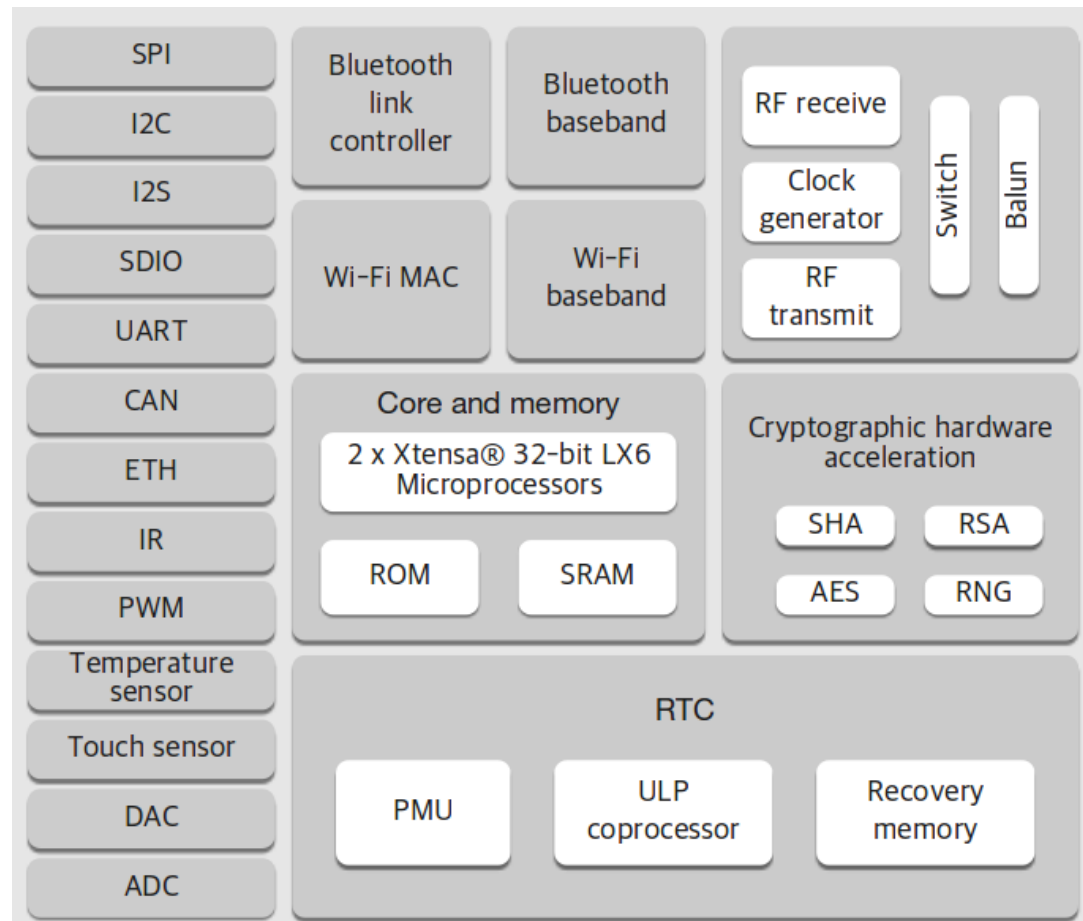 SPI
I2C
I2S
SDIO
UART
CAN
ETH
IR
PWM
Temperature
sensor
Touch sensor
DAC
ADC
Bluetooth
link
controller
Bluetooth
baseband
Wi-Fi MAC
Wi-Fi
baseband
RF receive
Clock
generator
RF
transmit
Switch
Balun
Core and memory
2 x Xtensa® 32-bit LX6
Microprocessors
ROM
SRAM
Cryptographic hardware
acceleration
SHA
RSA
AES
RNG
RTC
PMU
ULP
coprocessor
Recovery
memory